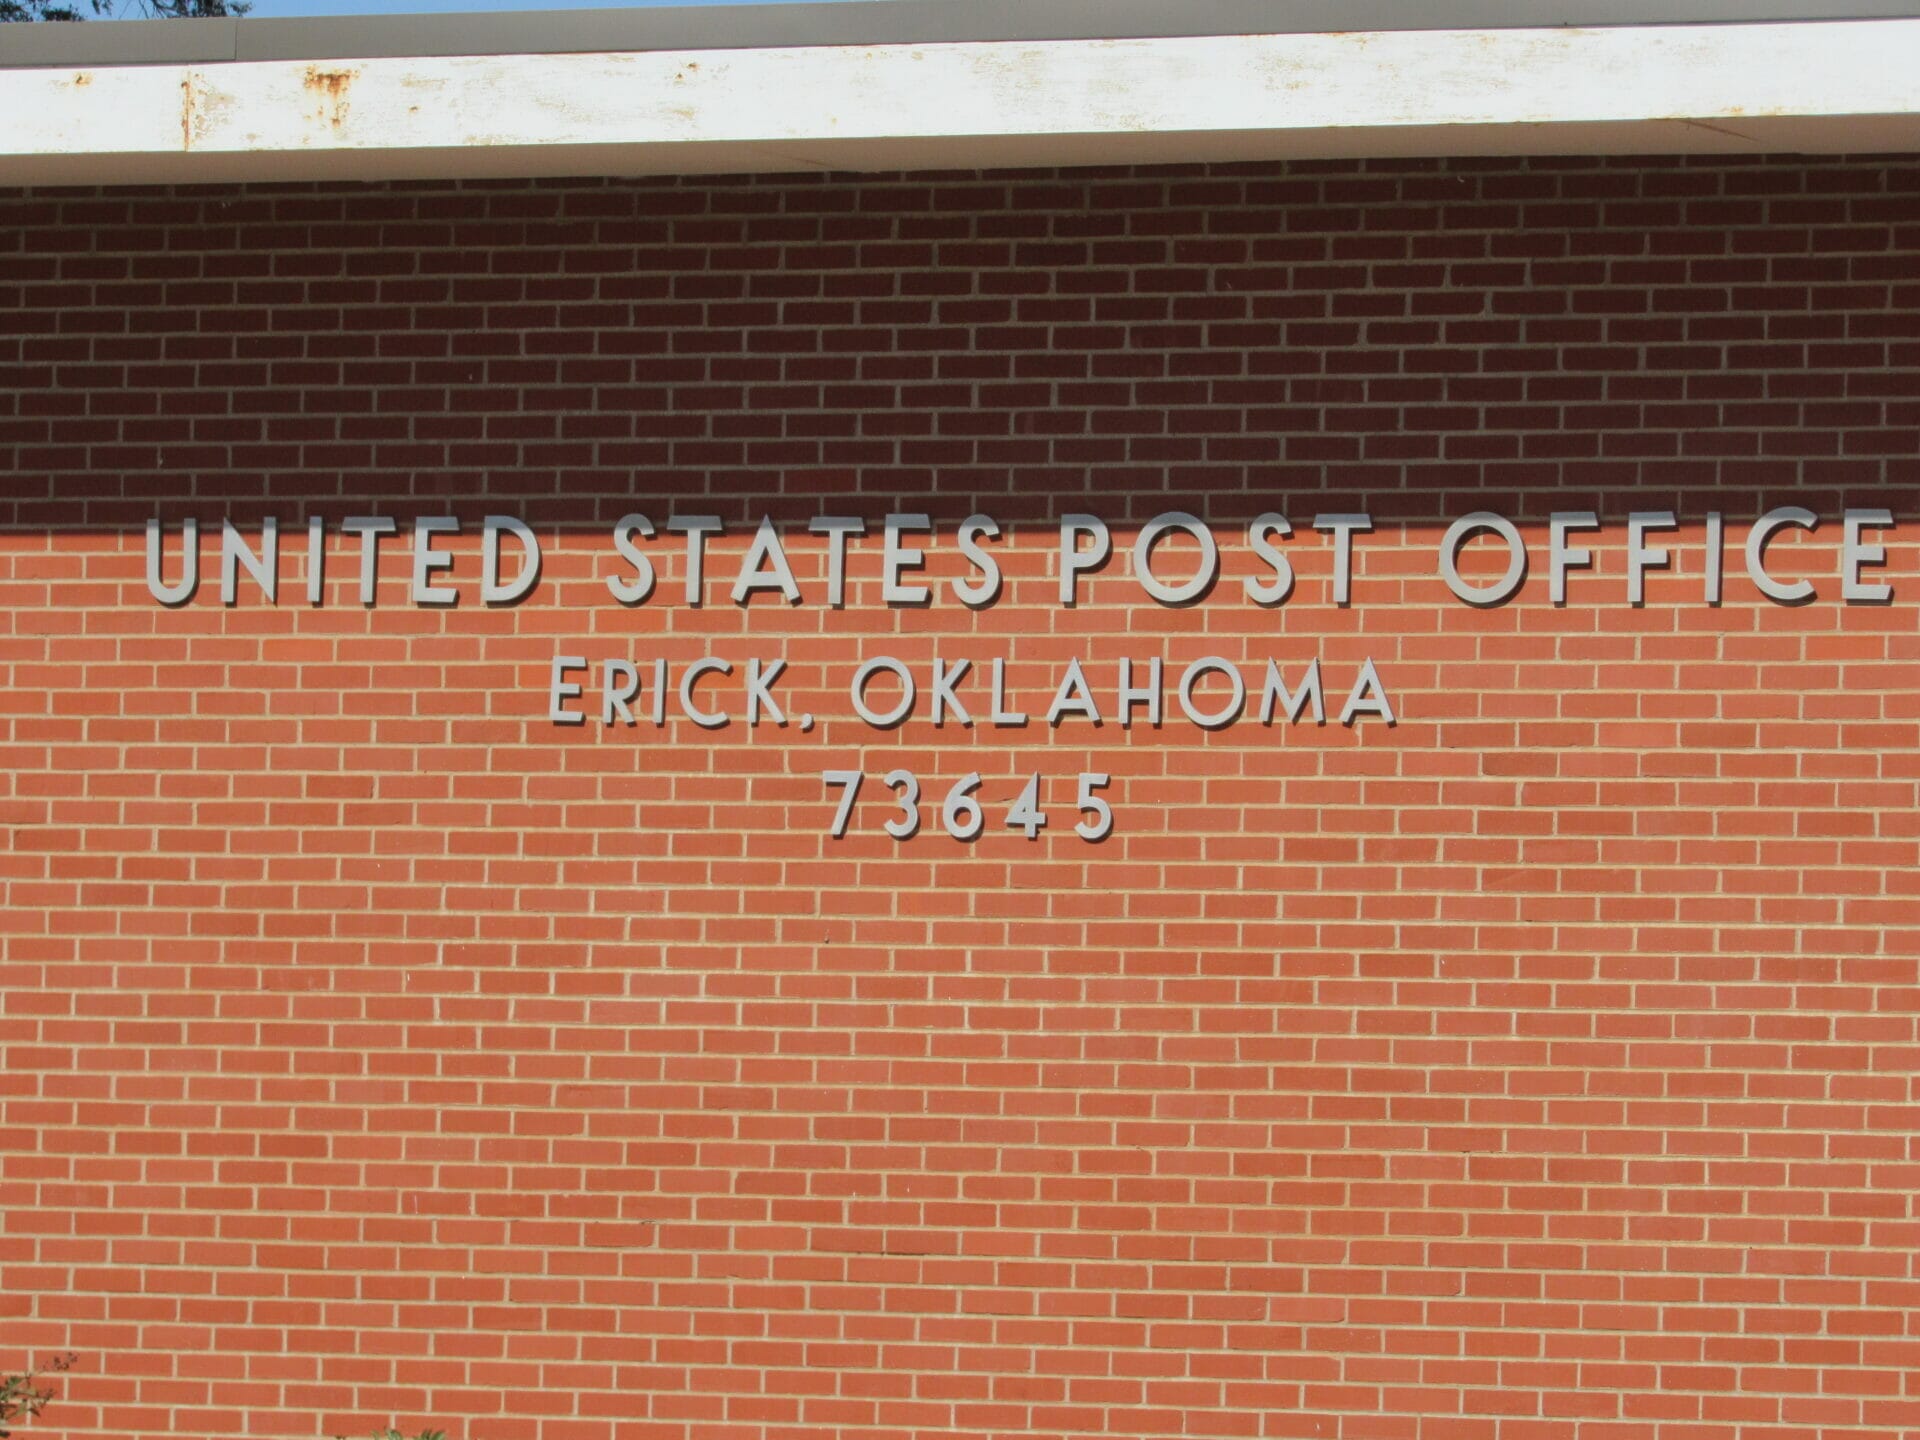 UNITED STATES POST OFFICE
ERICK, OKLAHOMA
73645